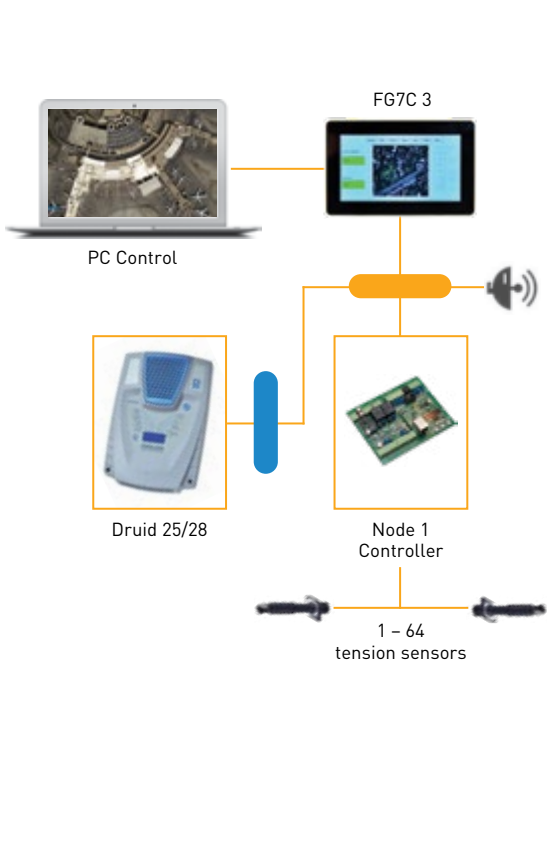 FG7C 3
PC Control
Druid 25/28
Node 1
Controller
1 – 64
tension sensors